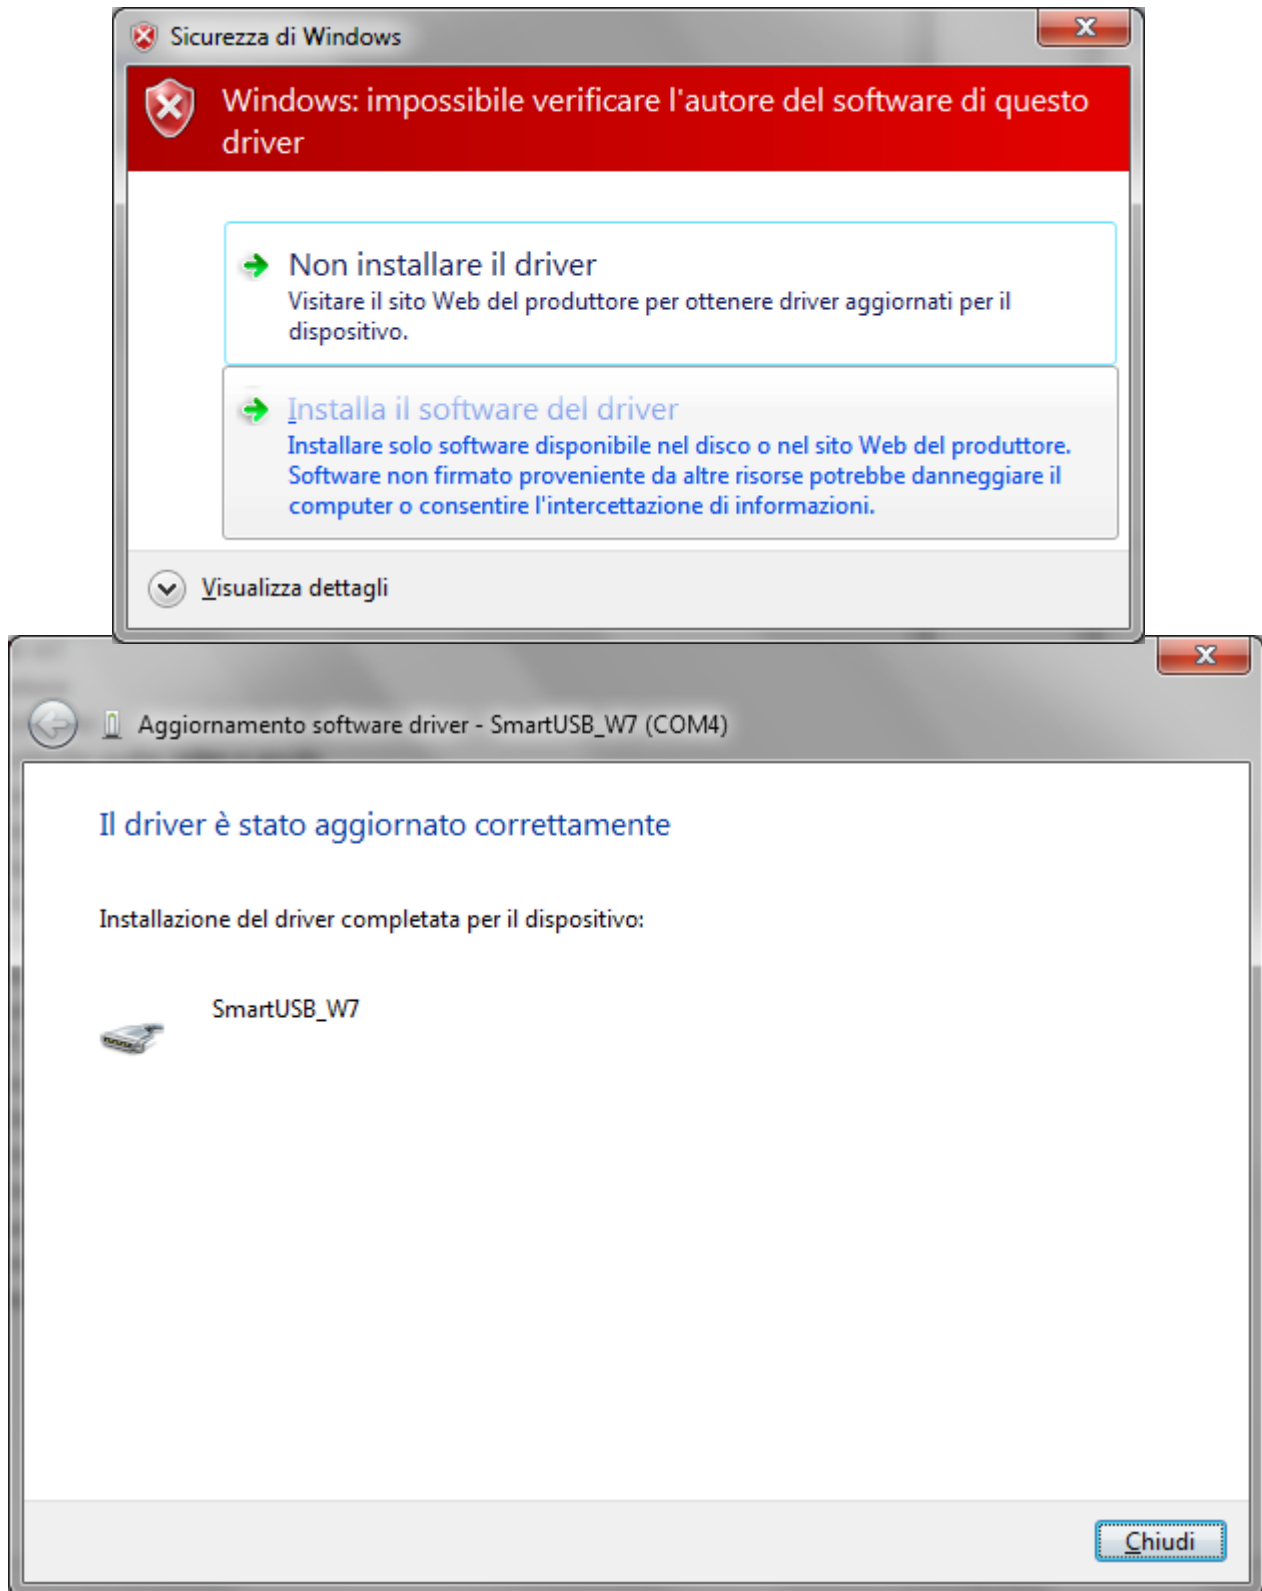 Sicurezza di Windows
Windows: impossibile verificare l'autore del software di questo
driver
Non installare il driver
Visitare il sito Web del produttore per ottenere driver aggiornati per il
dispositivo.
Installa il software del driver
Installare solo software disponibile nel disco o nel sito Web del produttore.
Software non firmato proveniente da altre risorse potrebbe danneggiare il
computer o consentire l'intercettazione di informazioni.
Visualizza dettagli
Aggiornamento software driver - SmartUSB_W7 (COM4)
Il driver è stato aggiornato correttamente
Installazione del driver completata per il dispositivo:
SmartUSB_W7
Chiudi